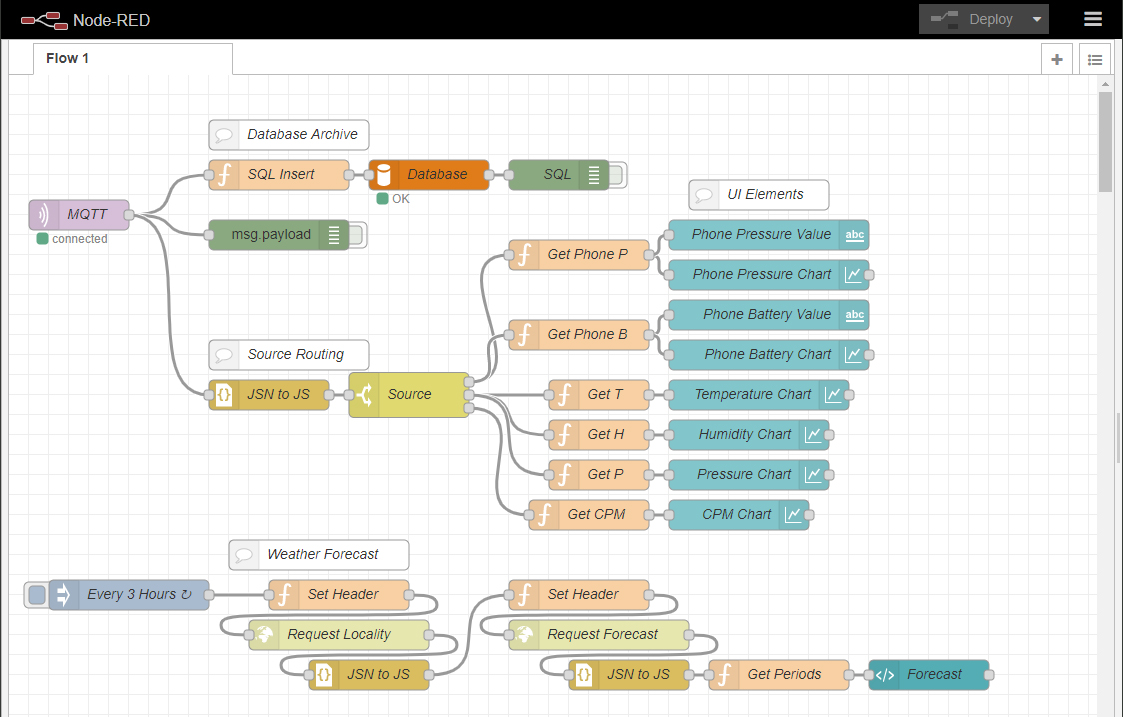 Node-RED
Deploy
Flow 1
Database Archive
SQL Insert
Database
SQL
OK
UI Elements
MQTT
connected
msg.payload
Phone Pressure Value
abc
Get Phone P
Phone Pressure Chart
Phone Battery Value
abc
Get Phone B
Source Routing
Phone Battery Chart
JSN to JS
Source
Get T
Temperature Chart
Get H
Humidity Chart
Get P
Pressure Chart
Get CPM
CPM Chart
Weather Forecast
Every 3 Hours ↻
Set Header
Set Header
Request Locality
Request Forecast
JSN to JS
JSN to JS
Get Periods
Forecast